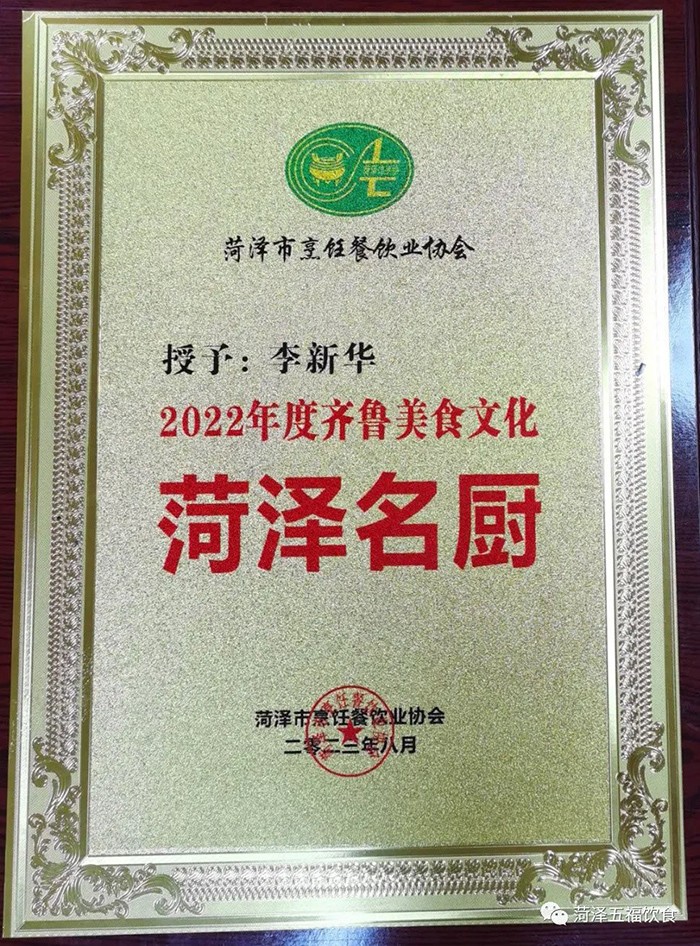 菏泽市烹饪餐饮业协会
授予：李新华
2022年度齐鲁美食文化
菏泽名厨
菏泽市烹饪餐饮业协会
二零二三年八月
菏泽五福饮食